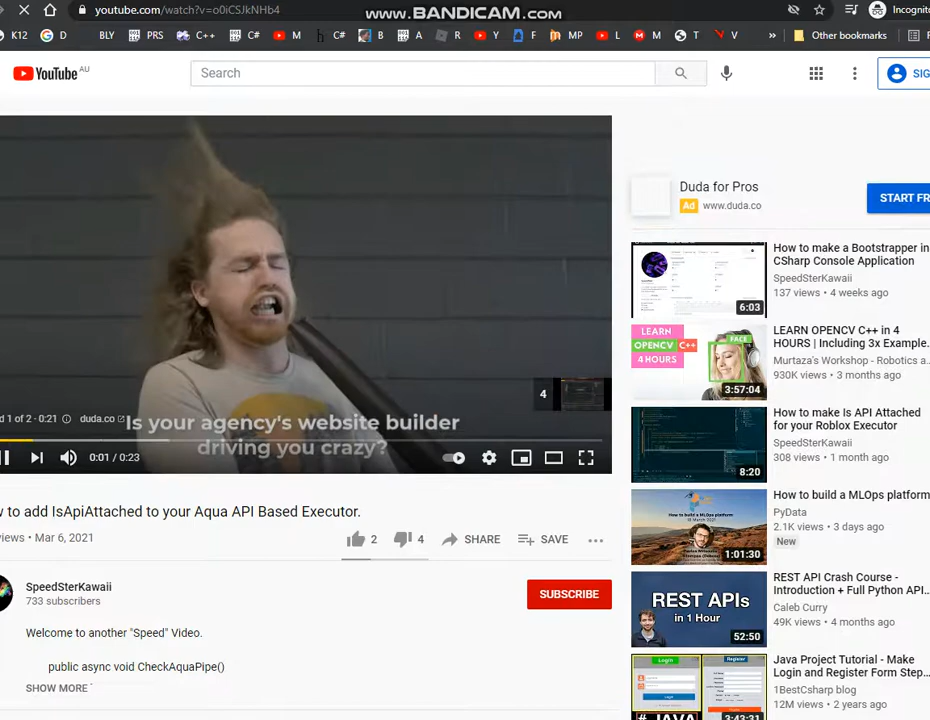 www.BANDICAM.com
youtube.com/watch?v=o0iCSJkNHb4
Incognito
K12
D
BLY
PRS
C++
C#
M
C#
B
A
R
Y
F
MP
L
M
T
V
»
Other bookmarks
YouTube AU
Search
SIG
Is your agency's website builder
driving you crazy?
d 1 of 2 · 0:21
duda.co
4
0:01 / 0:23
w to add IsApiAttached to your Aqua API Based Executor.
iews • Mar 6, 2021
2
4
SHARE
SAVE
SpeedSterKawaii
733 subscribers
SUBSCRIBE
Welcome to another "Speed" Video.
public async void CheckAquaPipe()
SHOW MORE
Duda for Pros
Ad www.duda.co
START FR
How to make a Bootstrapper in
CSharp Console Application
SpeedSterKawaii
137 views • 4 weeks ago
6:03
LEARN
OPENCV C++
4 HOURS
FACE
3:57:04
LEARN OPENCV C++ in 4
HOURS | Including 3x Example..
Murtaza's Workshop - Robotics a..
930K views • 3 months ago
8:20
How to make Is API Attached
for your Roblox Executor
SpeedSterKawaii
308 views • 1 month ago
How to build a MLOps platform
1:01:30
How to build a MLOps platform
PyData
2.1K views • 3 days ago
New
REST APIs
in 1 Hour
52:50
REST API Crash Course -
Introduction + Full Python API...
Caleb Curry
49K views • 4 months ago
Login
Register
# JAVA
3:43:31
Java Project Tutorial - Make
Login and Register Form Step...
1BestCsharp blog
12M views • 2 years ago